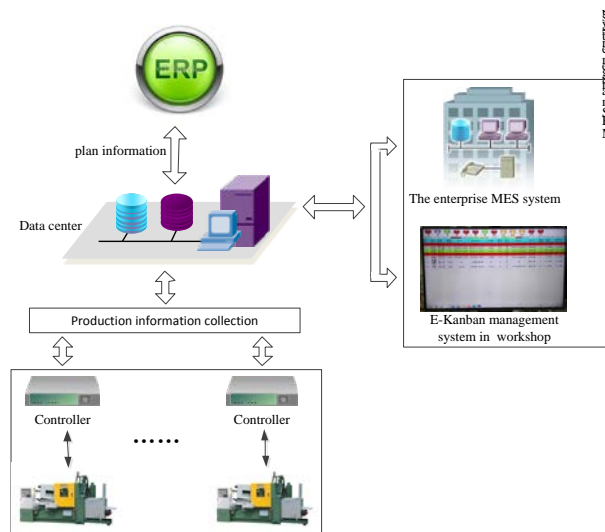 ERP
plan information
Data center
The enterprise MES system
E-Kanban management
system in workshop
Production information collection
Controller
Controller
......